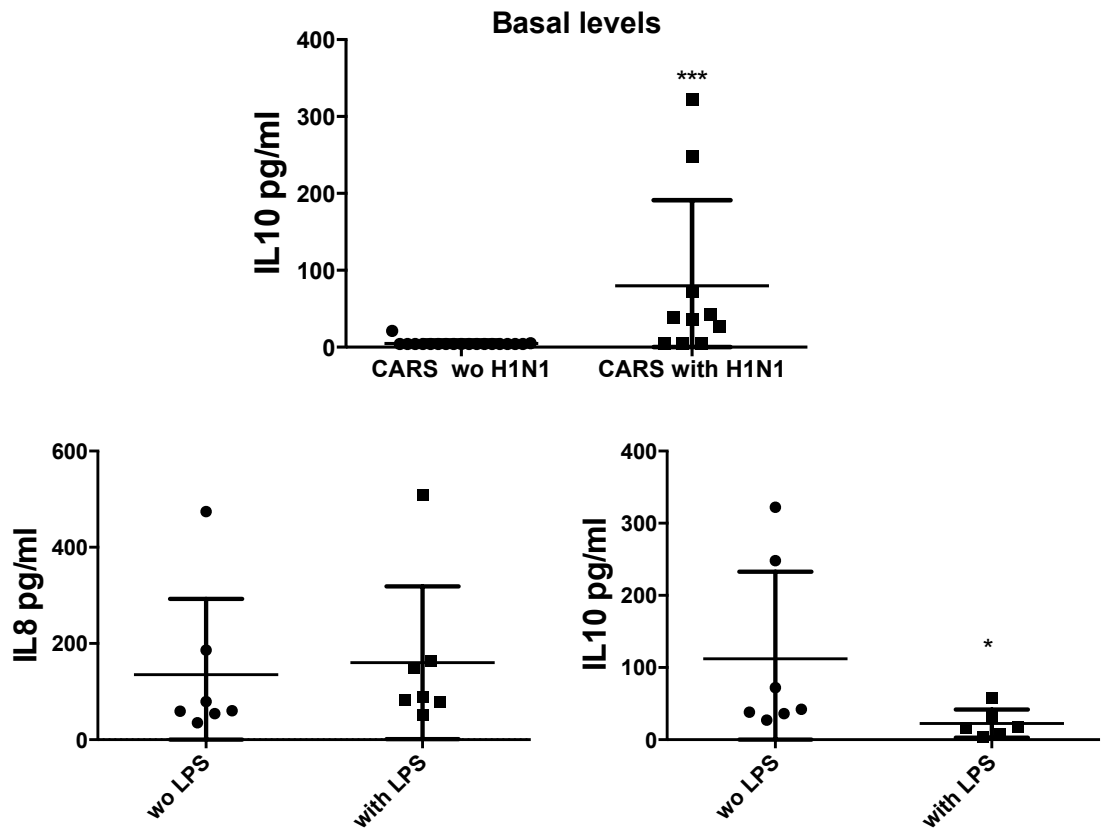 Basal levels
400
300
200
100
0
IL10 pg/ml
***
CARS wo H1N1
CARS with H1N1
600
400
200
0
IL8 pg/ml
wo LPS
with LPS
400
300
200
100
0
IL10 pg/ml
*
wo LPS
with LPS